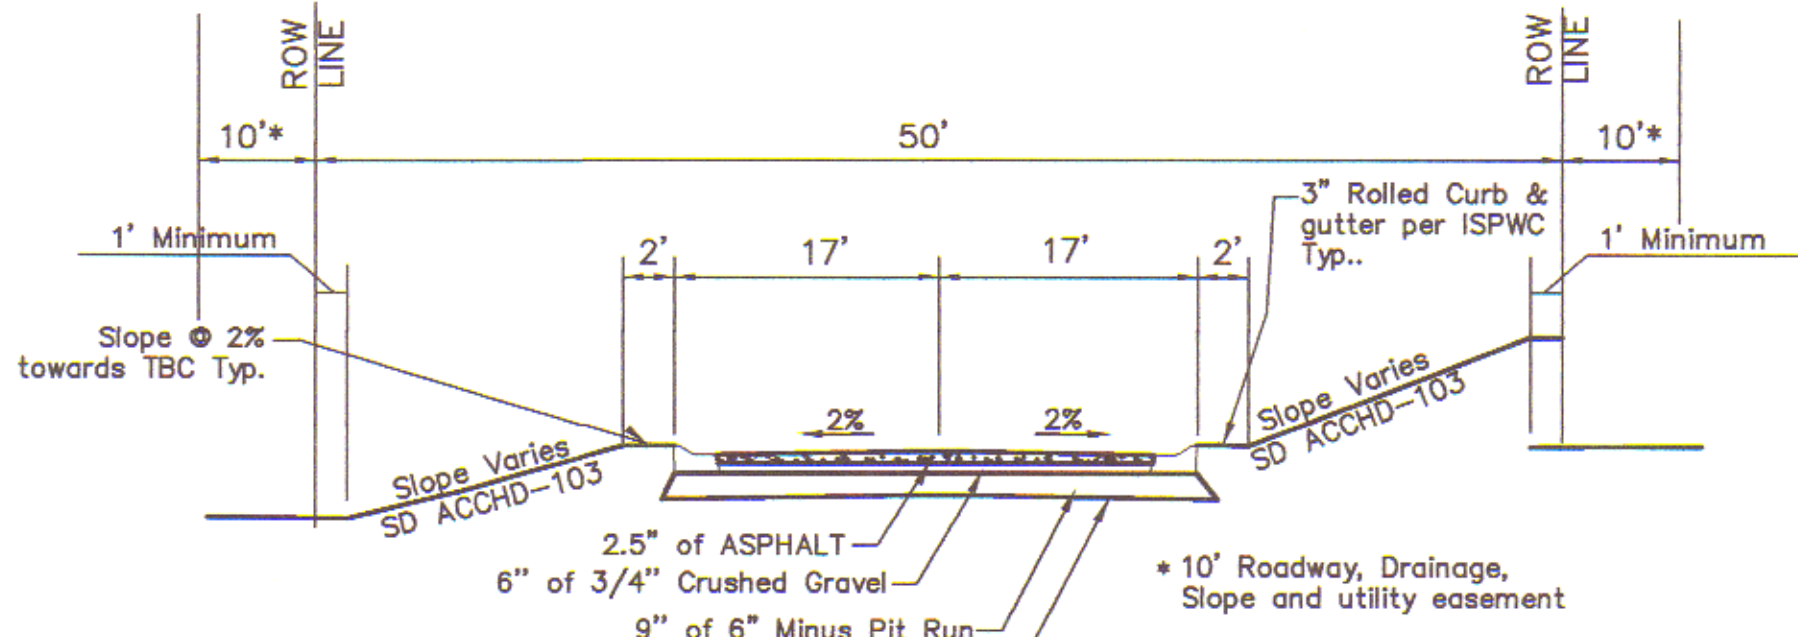 ROW
LINE
ROW
LINE
10'*
50'
10'*
3" Rolled Curb &
gutter per ISPWC
Typ..
1' Minimum
2'
17'
17'
2'
1' Minimum
Slope @ 2%
towards TBC Typ.
2%
2%
Slope Varies
SD ACCHD-103
Slope Varies
SD ACCHD-103
2.5" of ASPHALT
6" of 3/4" Crushed Gravel
9" of 6" Minus Pit Run
* 10' Roadway, Drainage,
Slope and utility easement